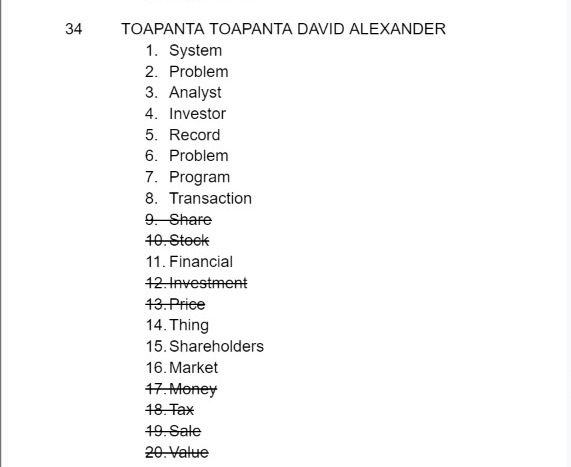 34 TOAPANTA TOAPANTA DAVID ALEXANDER
1. System
2. Problem
3. Analyst
4. Investor
5. Record
6. Problem
7. Program
8. Transaction
9. Share
10. Stock
11. Financial
12. Investment
13. Price
14. Thing
15. Shareholders
16. Market
17. Money
18. Tax
19. Sale
20. Value